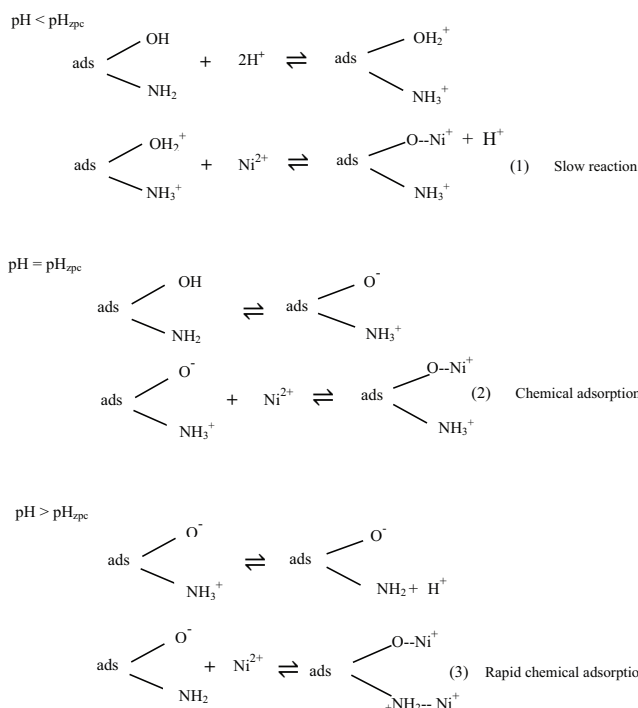 pH < pHzpc
OH OH₂⁺
ads + 2H⁺ ⇌ ads
NH₂ NH₃⁺
OH₂⁺ O--Ni⁺ + H⁺
ads + Ni²⁺ ⇌ ads (1) Slow reaction
NH₃⁺ NH₃⁺
pH = pHzpc
OH O⁻
ads ⇌ ads
NH₂ NH₃⁺
O⁻ O--Ni⁺
ads + Ni²⁺ ⇌ ads (2) Chemical adsorption
NH₃⁺ NH₃⁺
pH > pHzpc
O⁻ O⁻
ads ⇌ ads
NH₃⁺ NH₂ + H⁺
O⁻ O--Ni⁺
ads + Ni²⁺ ⇌ ads (3) Rapid chemical adsorption
NH₂ ⁺NH₂-- Ni⁺